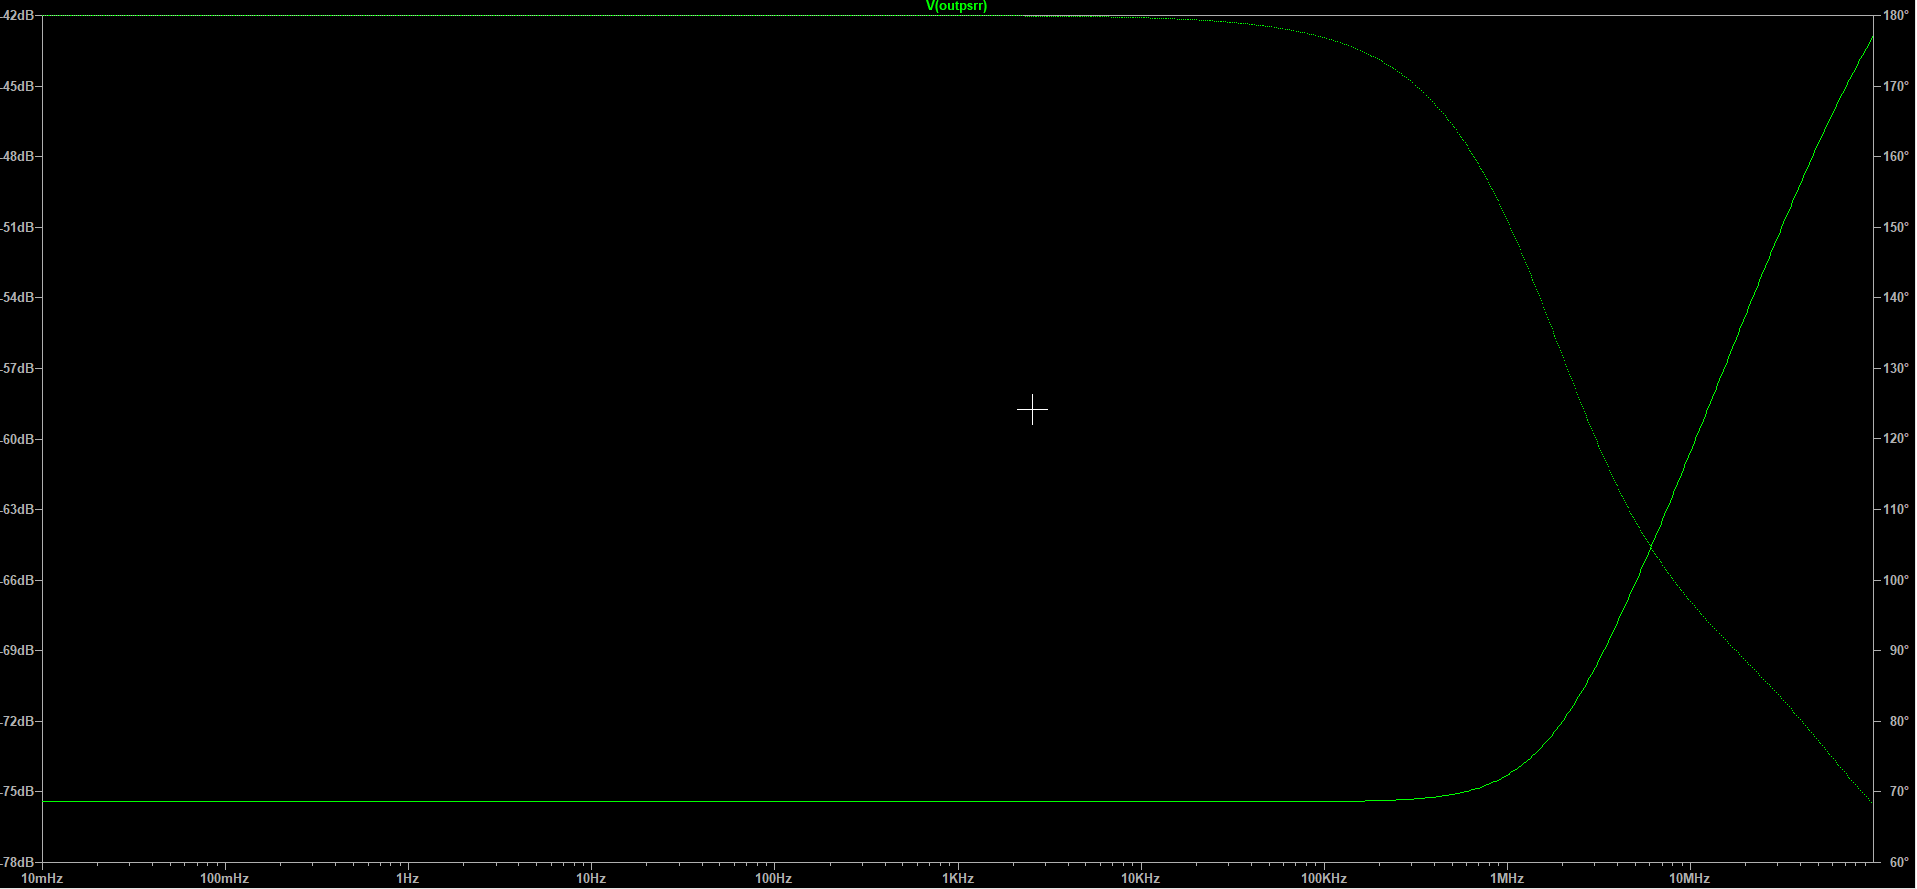 V(outpsrr)
-42dB
-45dB
-48dB
-51dB
-54dB
-57dB
-60dB
-63dB
-66dB
-69dB
-72dB
-75dB
-78dB
180°
170°
160°
150°
140°
130°
120°
110°
100°
90°
80°
70°
60°
10mHz 100mHz 1Hz 10Hz 100Hz 1KHz 10KHz 100KHz 1MHz 10MHz